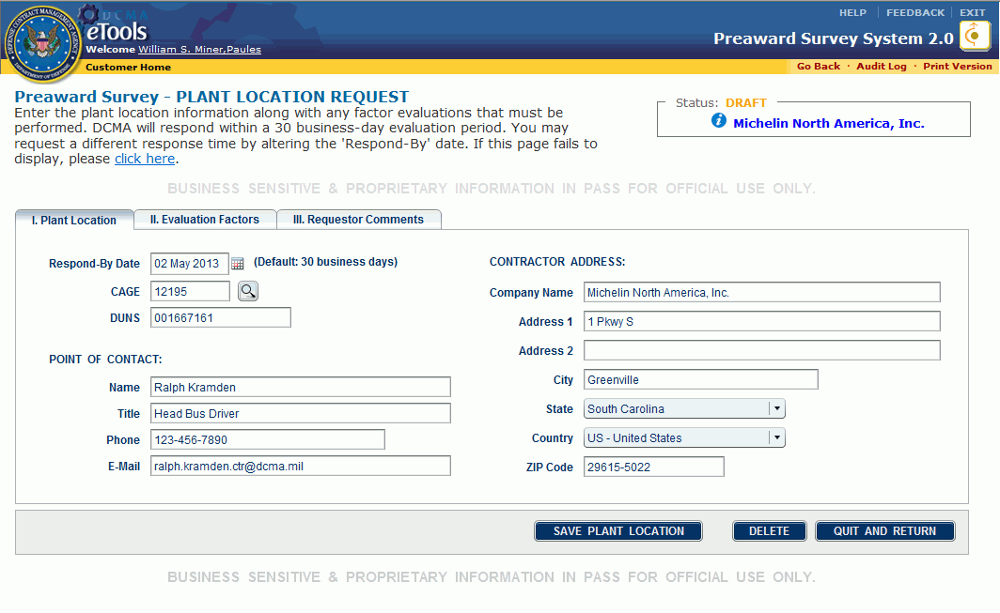 HELP FEEDBACK EXIT
DEFENSE CONTRACT MANAGEMENT AGENCY
DEPARTMENT OF DEFENSE
DCMA
eTools
Welcome William S. Miner,Paules
Preaward Survey System 2.0
Customer Home
Go Back · Audit Log · Print Version
Preaward Survey - PLANT LOCATION REQUEST
Enter the plant location information along with any factor evaluations that must be
performed. DCMA will respond within a 30 business-day evaluation period. You may
request a different response time by altering the 'Respond-By' date. If this page fails to
display, please click here.
Status: DRAFT
Michelin North America, Inc.
BUSINESS SENSITIVE & PROPRIETARY INFORMATION IN PASS FOR OFFICIAL USE ONLY.
I. Plant Location II. Evaluation Factors III. Requestor Comments
Respond-By Date 02 May 2013 (Default: 30 business days)
CAGE 12195
DUNS 001667161
POINT OF CONTACT:
Name Ralph Kramden
Title Head Bus Driver
Phone 123-456-7890
E-Mail ralph.kramden.ctr@dcma.mil
CONTRACTOR ADDRESS:
Company Name Michelin North America, Inc.
Address 1 1 Pkwy S
Address 2
City Greenville
State South Carolina
Country US - United States
ZIP Code 29615-5022
SAVE PLANT LOCATION DELETE QUIT AND RETURN
BUSINESS SENSITIVE & PROPRIETARY INFORMATION IN PASS FOR OFFICIAL USE ONLY.